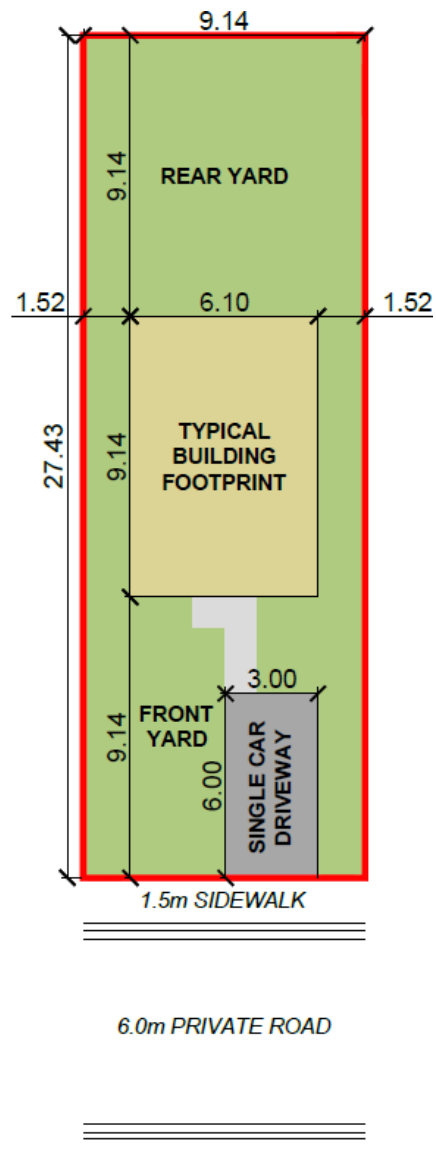 9.14
9.14
REAR YARD
1.52
6.10
1.52
27.43
9.14
TYPICAL
BUILDING
FOOTPRINT
3.00
9.14
FRONT
YARD
6.00
SINGLE CAR
DRIVEWAY
1.5m SIDEWALK
6.0m PRIVATE ROAD